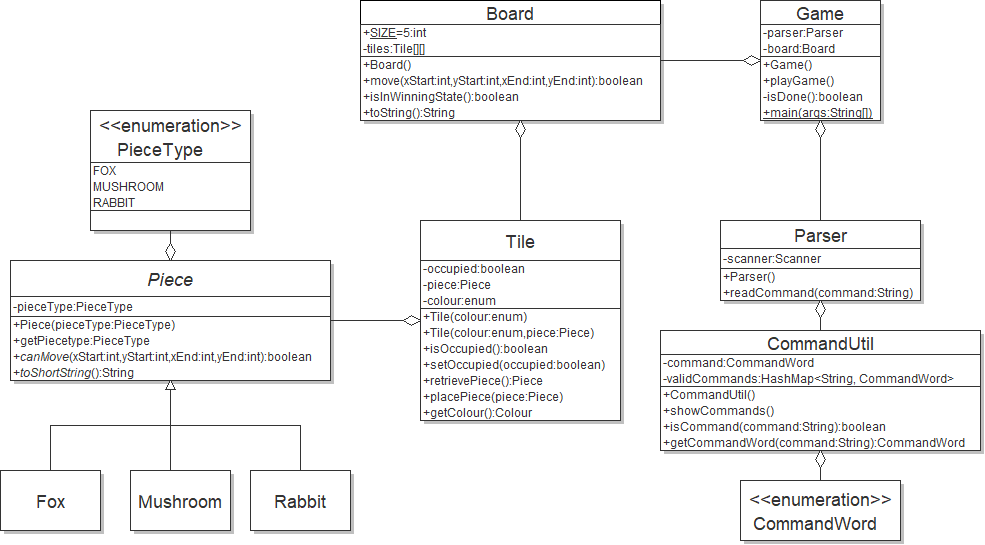 Board
+SIZE=5:int
-tiles:Tile[][]
+Board()
+move(xStart:int,yStart:int,xEnd:int,yEnd:int):boolean
+isInWinningState():boolean
+toString():String
Game
-parser:Parser
-board:Board
+Game()
+playGame()
-isDone():boolean
+main(args:String[])
<<enumeration>>
PieceType
FOX
MUSHROOM
RABBIT
Piece
-pieceType:PieceType
+Piece(pieceType:PieceType)
+getPiecetype:PieceType
+canMove(xStart:int,yStart:int,xEnd:int,yEnd:int):boolean
+toShortString():String
Tile
-occupied:boolean
-piece:Piece
-colour:enum
+Tile(colour:enum)
+Tile(colour:enum,piece:Piece)
+isOccupied():boolean
+setOccupied(occupied:boolean)
+retrievePiece():Piece
+placePiece(piece:Piece)
+getColour():Colour
Parser
-scanner:Scanner
+Parser()
+readCommand(command:String)
CommandUtil
-command:CommandWord
-validCommands:HashMap<String, CommandWord>
+CommandUtil()
+showCommands()
+isCommand(command:String):boolean
+getCommandWord(command:String):CommandWord
Fox
Mushroom
Rabbit
<<enumeration>>
CommandWord